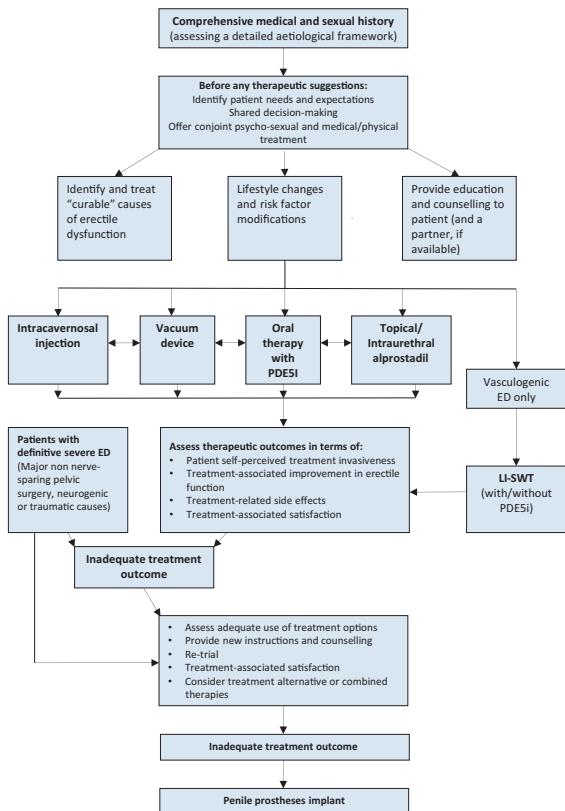 Comprehensive medical and sexual history
(assessing a detailed aetiological framework)
Before any therapeutic suggestions:
Identify patient needs and expectations
Shared decision-making
Offer conjoint psycho-sexual and medical/physical
treatment
Identify and treat
“curable” causes
of erectile
dysfunction
Lifestyle changes
and risk factor
modifications
Provide education
and counselling to
patient (and a
partner, if
available)
Intracavernosal
injection
Vacuum
device
Oral
therapy
with
PDE5I
Topical/
Intraurethral
alprostadil
Vasculogenic
ED only
Patients with
definitive severe ED
(Major non nerve-
sparing pelvic
surgery, neurogenic
or traumatic causes)
Assess therapeutic outcomes in terms of:
• Patient self-perceived treatment invasiveness
• Treatment-associated improvement in erectile
function
• Treatment-related side effects
• Treatment-associated satisfaction
LI-SWT
(with/without
PDE5i)
Inadequate treatment
outcome
• Assess adequate use of treatment options
• Provide new instructions and counselling
• Re-trial
• Treatment-associated satisfaction
• Consider treatment alternative or combined
therapies
Inadequate treatment outcome
Penile prostheses implant